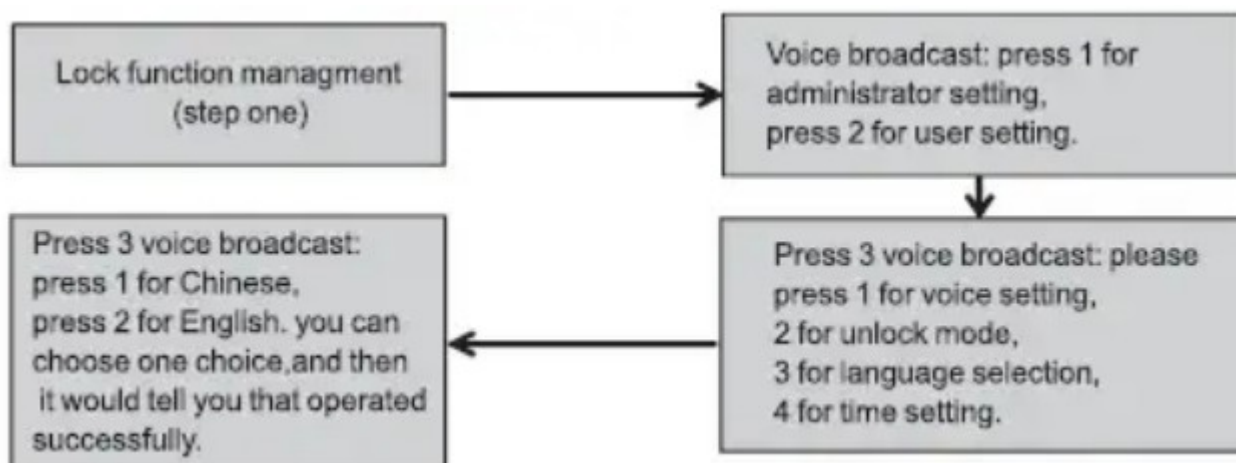 Lock function managment
(step one)
Voice broadcast: press 1 for
administrator setting,
press 2 for user setting.
Press 3 voice broadcast: please
press 1 for voice setting,
2 for unlock mode,
3 for language selection,
4 for time setting.
Press 3 voice broadcast:
press 1 for Chinese,
press 2 for English. you can
choose one choice,and then
it would tell you that operated
successfully.